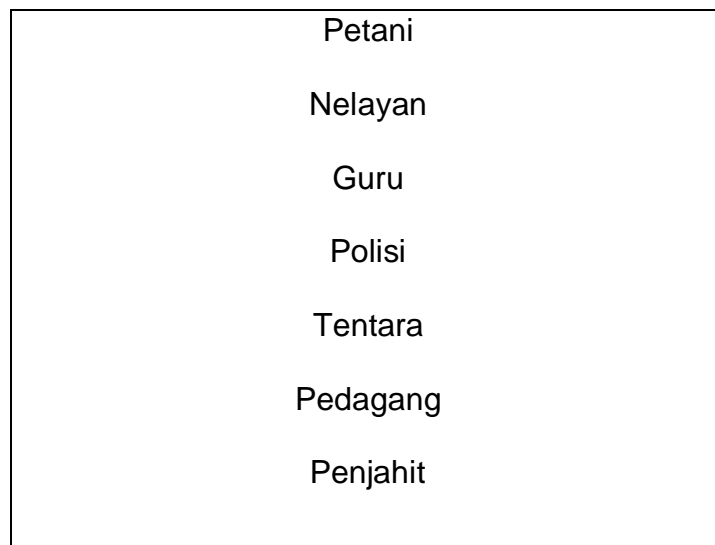 Petani
Nelayan
Guru
Polisi
Tentara
Pedagang
Penjahit